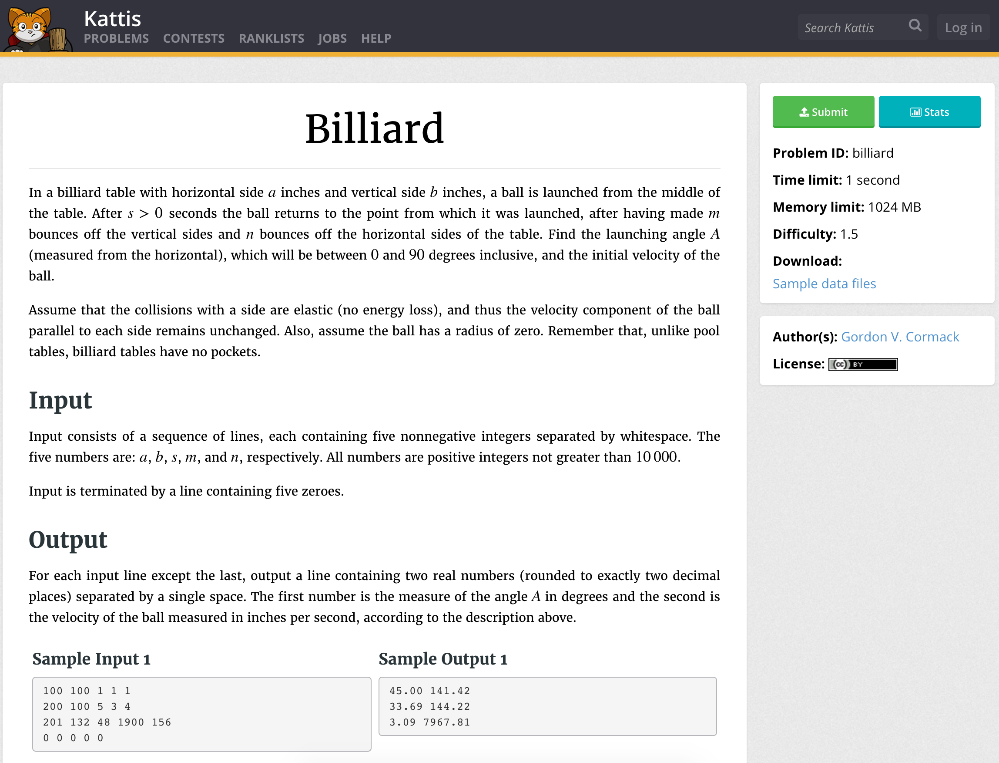 Kattis
PROBLEMS CONTESTS RANKLISTS JOBS HELP
Search Kattis
Log in
Billiard
In a billiard table with horizontal side a inches and vertical side b inches, a ball is launched from the middle of
the table. After s > 0 seconds the ball returns to the point from which it was launched, after having made m
bounces off the vertical sides and n bounces off the horizontal sides of the table. Find the launching angle A
(measured from the horizontal), which will be between 0 and 90 degrees inclusive, and the initial velocity of the
ball.
Assume that the collisions with a side are elastic (no energy loss), and thus the velocity component of the ball
parallel to each side remains unchanged. Also, assume the ball has a radius of zero. Remember that, unlike pool
tables, billiard tables have no pockets.
Input
Input consists of a sequence of lines, each containing five nonnegative integers separated by whitespace. The
five numbers are: a, b, s, m, and n, respectively. All numbers are positive integers not greater than 10 000.
Input is terminated by a line containing five zeroes.
Output
For each input line except the last, output a line containing two real numbers (rounded to exactly two decimal
places) separated by a single space. The first number is the measure of the angle A in degrees and the second is
the velocity of the ball measured in inches per second, according to the description above.
Sample Input 1
100 100 1 1 1
200 100 5 3 4
201 132 48 1900 156
0 0 0 0 0
Sample Output 1
45.00 141.42
33.69 144.22
3.09 7967.81
Submit
Stats
Problem ID: billiard
Time limit: 1 second
Memory limit: 1024 MB
Difficulty: 1.5
Download:
Sample data files
Author(s): Gordon V. Cormack
License: (cc) BY